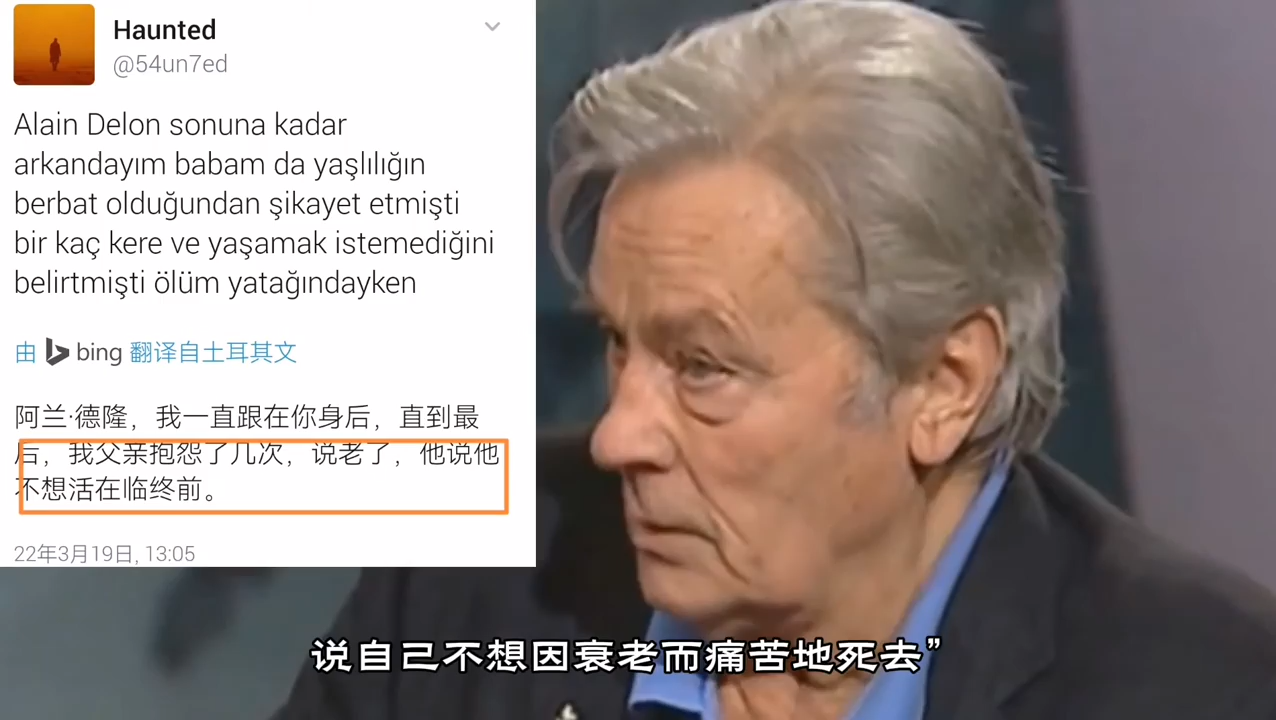 Haunted
@54un7ed
Alain Delon sonuna kadar
arkandayım babam da yaşlılığın
berbat olduğundan şikayet etmişti
bir kaç kere ve yaşamak istemediğini
belirtmişti ölüm yatağındayken
由 bing 翻译自土耳其文
阿兰·德隆，我一直跟在你身后，直到最
后，我父亲抱怨了几次，说老了，他说他
不想活在临终前。
22年3月19日, 13:05
说自己不想因衰老而痛苦地死去”